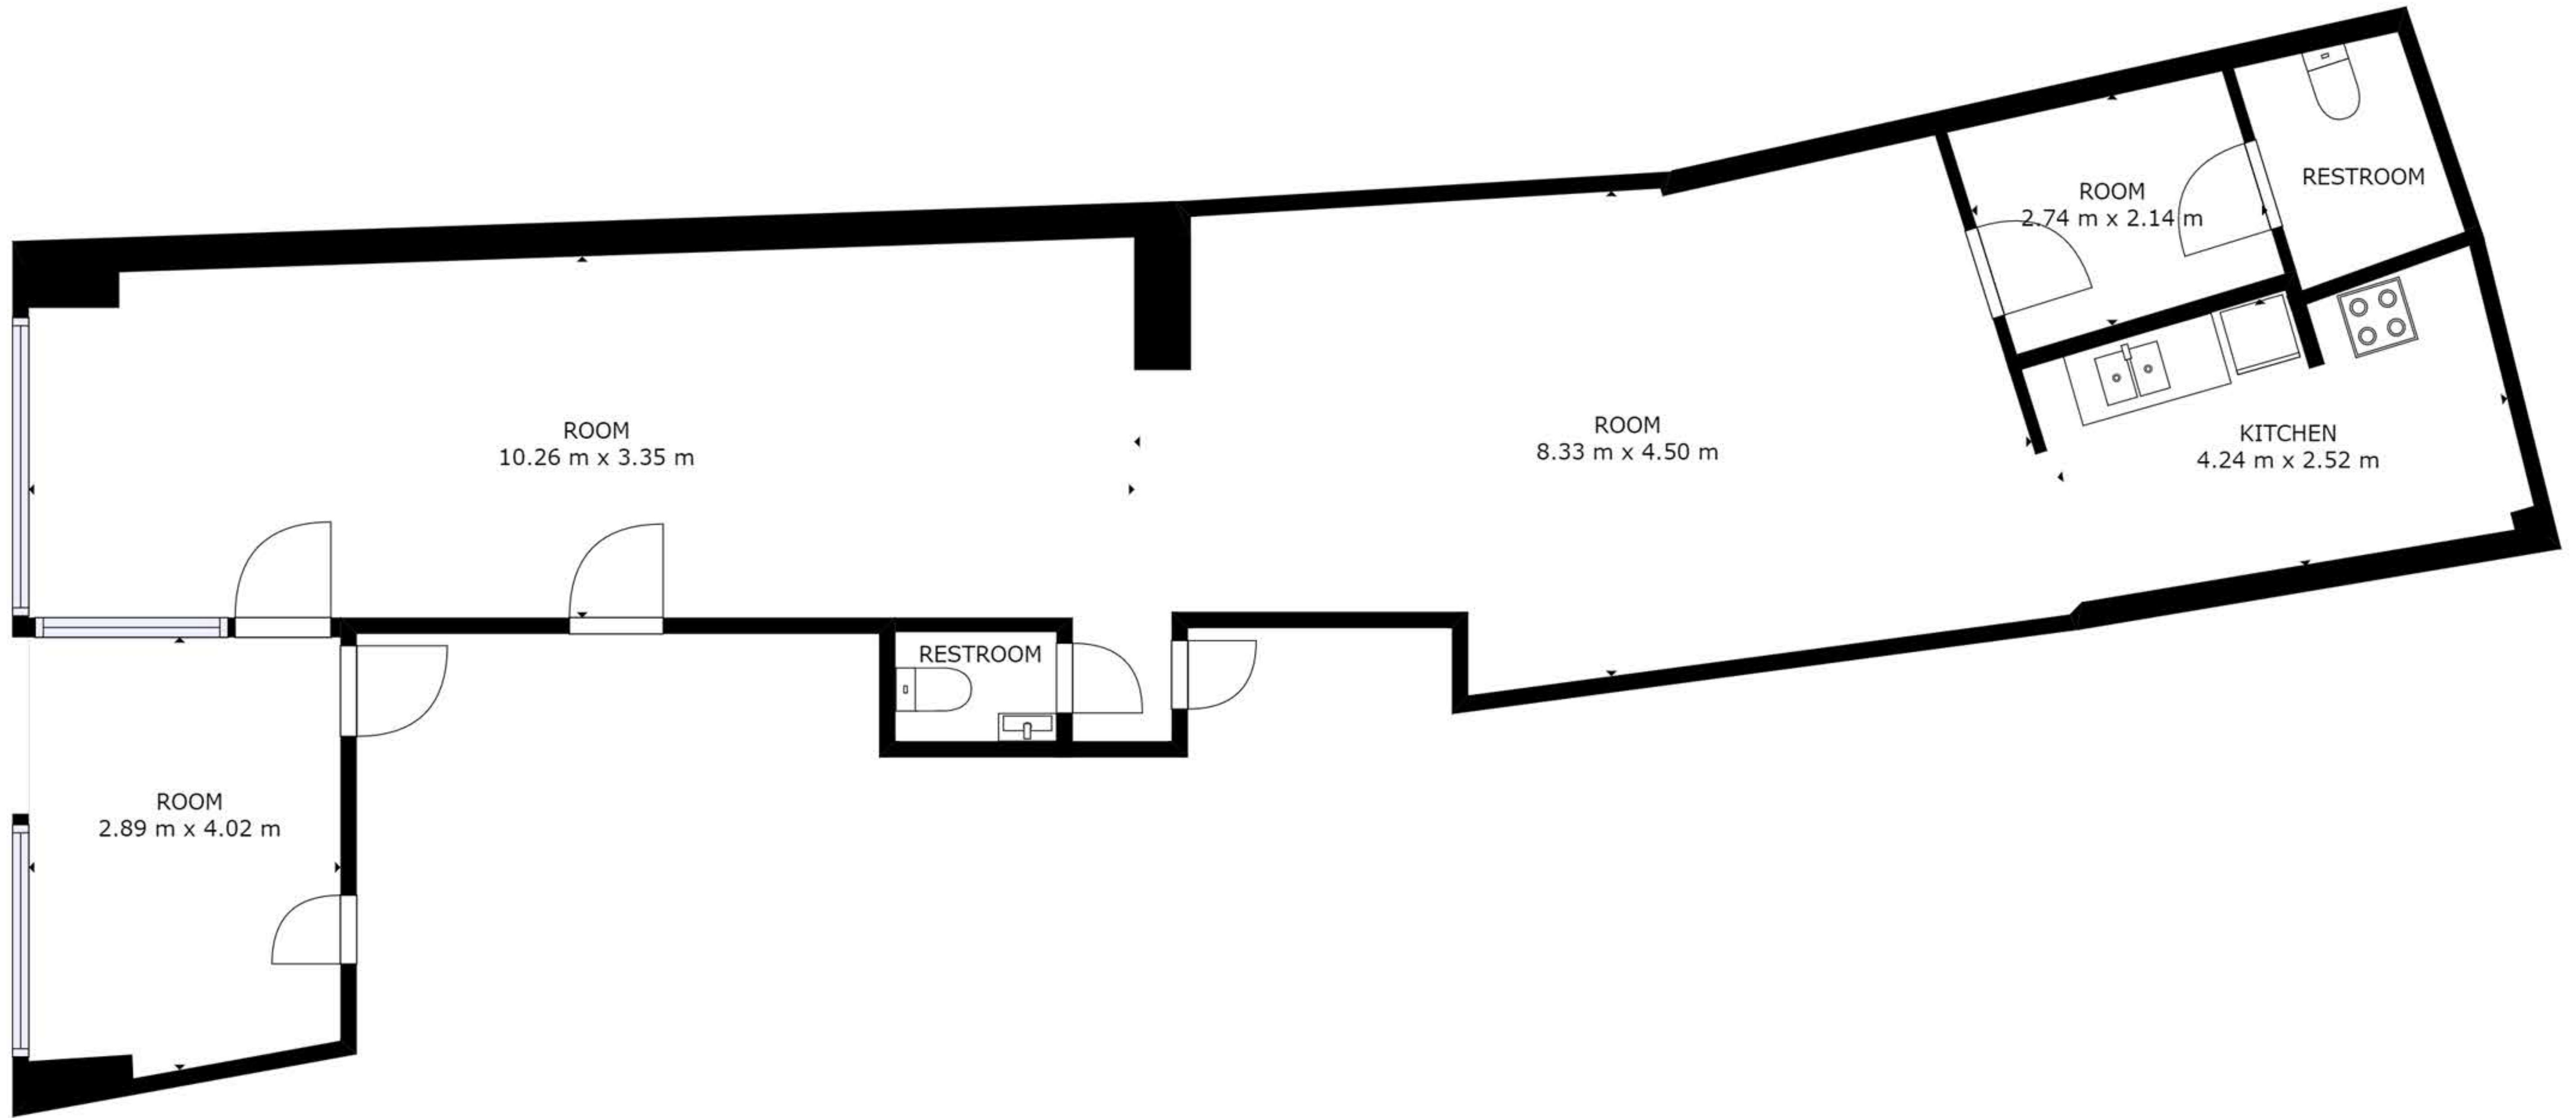 RESTROOM
ROOM
2.74 m x 2.14 m
ROOM
10.26 m x 3.35 m
ROOM
8.33 m x 4.50 m
KITCHEN
4.24 m x 2.52 m
RESTROOM
ROOM
2.89 m x 4.02 m